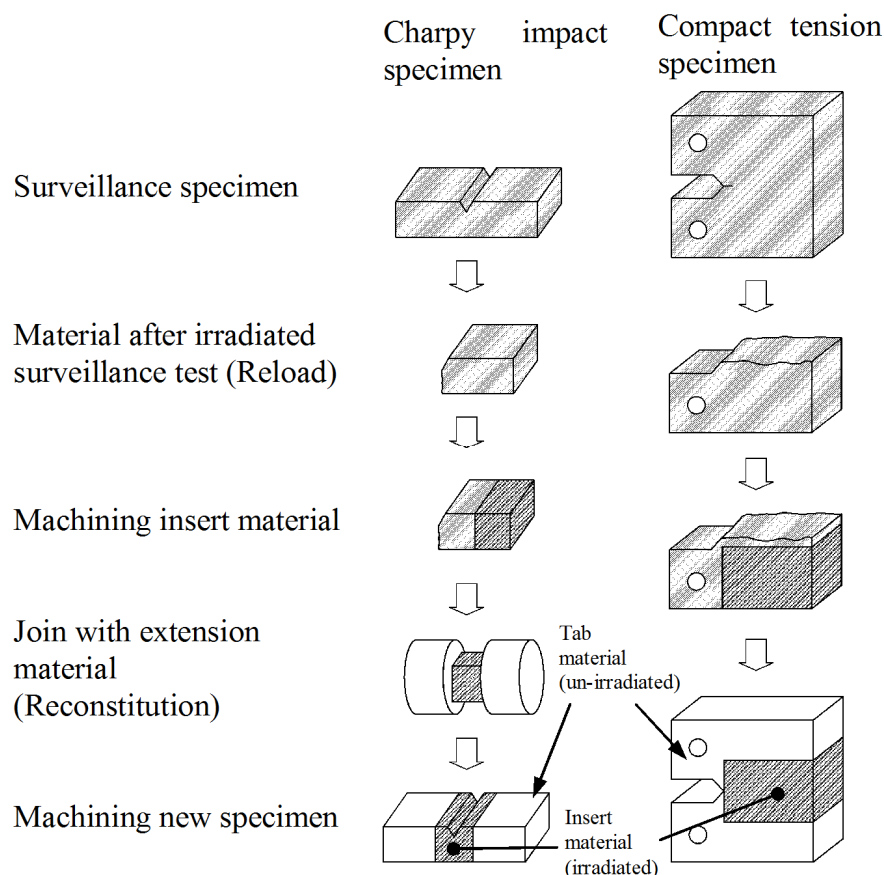 Charpy impact
specimen
Compact tension
specimen
Surveillance specimen
Material after irradiated
surveillance test (Reload)
Machining insert material
Join with extension
material
(Reconstitution)
Tab
material
(un-irradiated)
Machining new specimen
Insert
material
(irradiated)